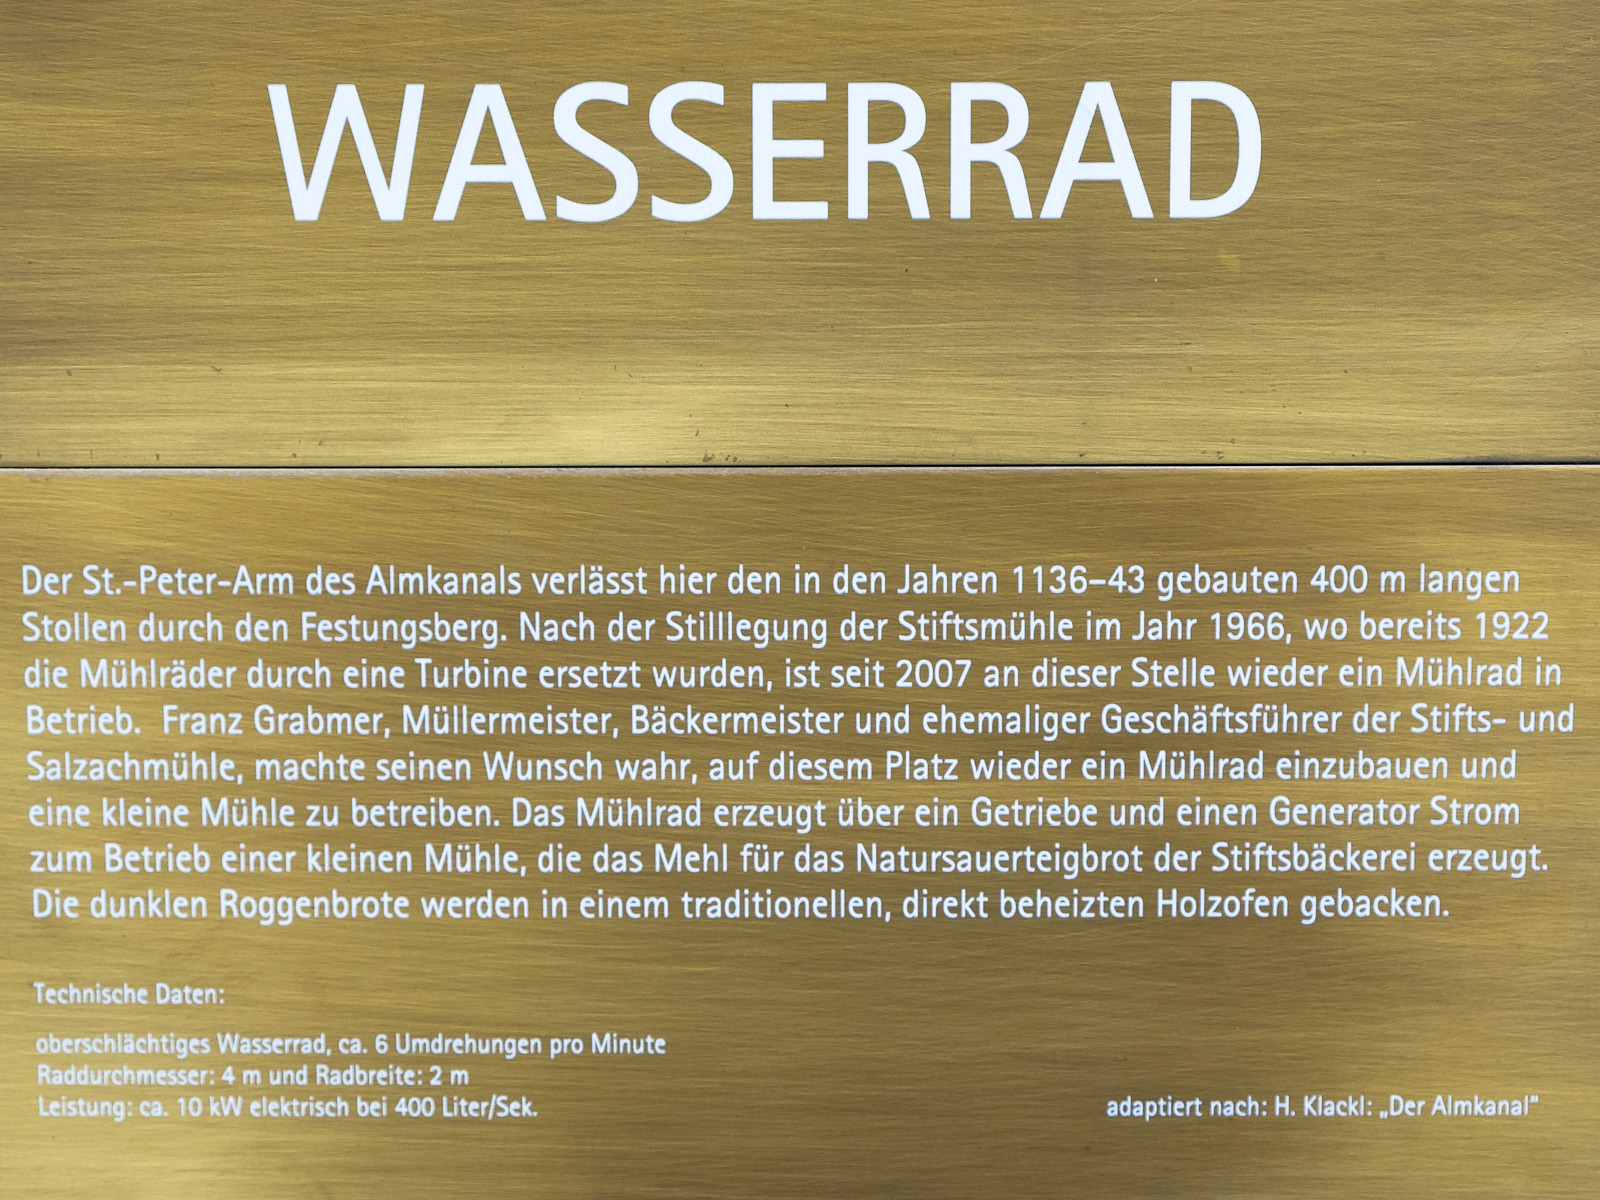 WASSERRAD
Der St.-Peter-Arm des Almkanals verlässt hier den in den Jahren 1136–43 gebauten 400 m langen
Stollen durch den Festungsberg. Nach der Stilllegung der Stiftsmühle im Jahr 1966, wo bereits 1922
die Mühlräder durch eine Turbine ersetzt wurden, ist seit 2007 an dieser Stelle wieder ein Mühlrad in
Betrieb.  Franz Grabmer, Müllermeister, Bäckermeister und ehemaliger Geschäftsführer der Stifts- und
Salzachmühle, machte seinen Wunsch wahr, auf diesem Platz wieder ein Mühlrad einzubauen und
eine kleine Mühle zu betreiben. Das Mühlrad erzeugt über ein Getriebe und einen Generator Strom
zum Betrieb einer kleinen Mühle, die das Mehl für das Natursauerteigbrot der Stiftsbäckerei erzeugt.
Die dunklen Roggenbrote werden in einem traditionellen, direkt beheizten Holzofen gebacken.
Technische Daten:
oberschlächtiges Wasserrad, ca. 6 Umdrehungen pro Minute
Raddurchmesser: 4 m und Radbreite: 2 m
Leistung: ca. 10 kW elektrisch bei 400 Liter/Sek.
adaptiert nach: H. Klackl: „Der Almkanal“